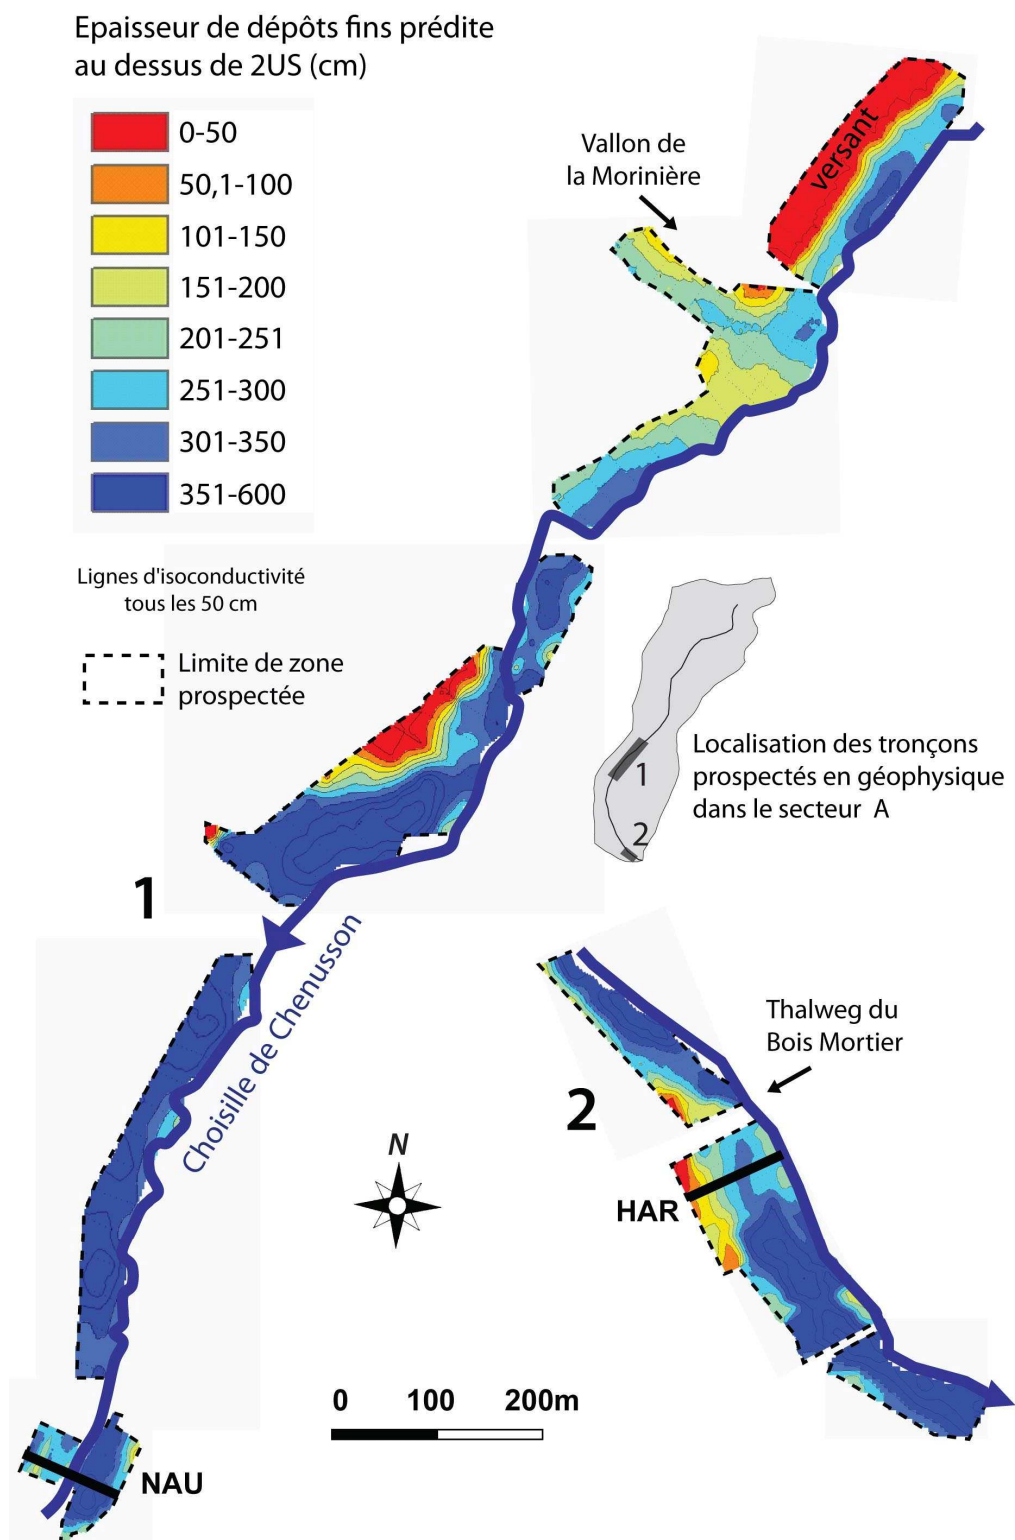 Epaisseur de dépôts fins prédite
au dessus de 2US (cm)
0-50
50,1-100
101-150
151-200
201-251
251-300
301-350
351-600
Lignes d'isoconductivité
tous les 50 cm
Limite de zone
prospectée
Vallon de
la Morinière
versant
Localisation des tronçons
prospectés en géophysique
dans le secteur A
1
2
1
Choisille de Chenusson
2
Thalweg du
Bois Mortier
HAR
N
0 100 200m
NAU